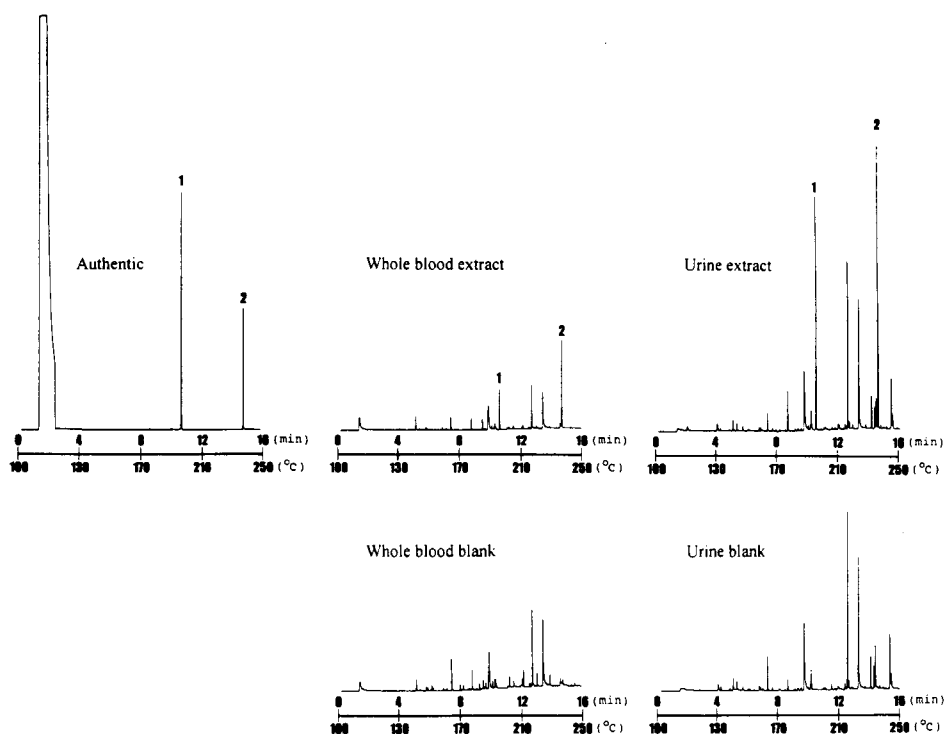 2
1
1
Authentic
Whole blood extract
Urine extract
2
2
1
0 4 8 12 16 (min)
100 130 170 210 250 (°C)
0 4 8 12 16 (min)
100 130 170 210 250 (°C)
0 4 8 12 16 (min)
100 130 170 210 250 (°C)
Whole blood blank
Urine blank
0 4 8 12 16 (min)
100 130 170 210 250 (°C)
0 4 8 12 16 (min)
100 130 170 210 250 (°C)